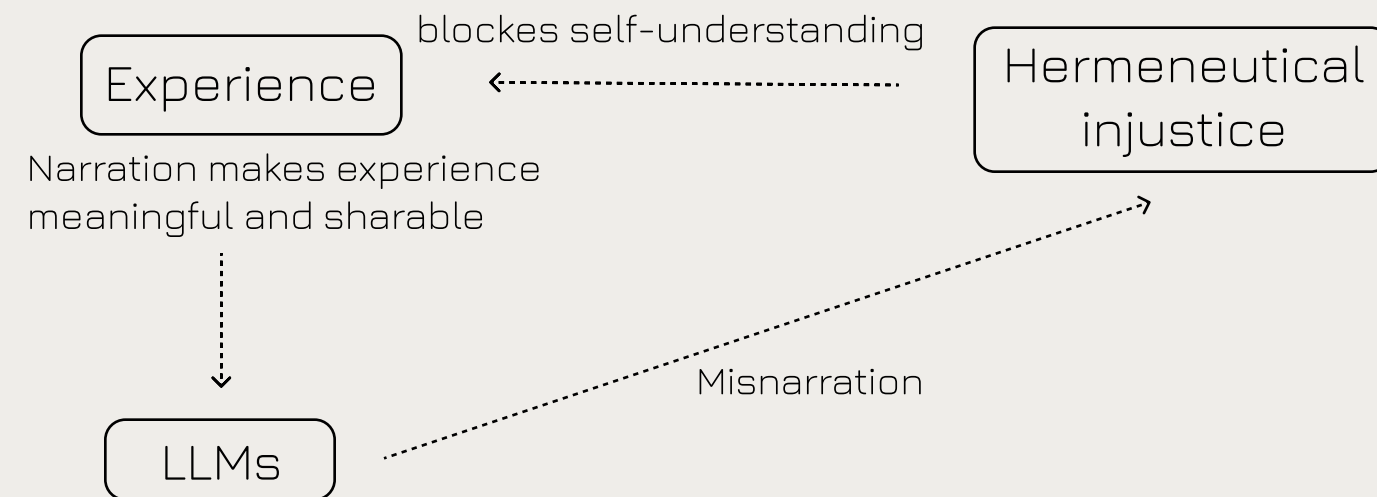 blockes self-understanding
Experience
Hermeneutical
injustice
Narration makes experience
meaningful and sharable
Misnarration
LLMs